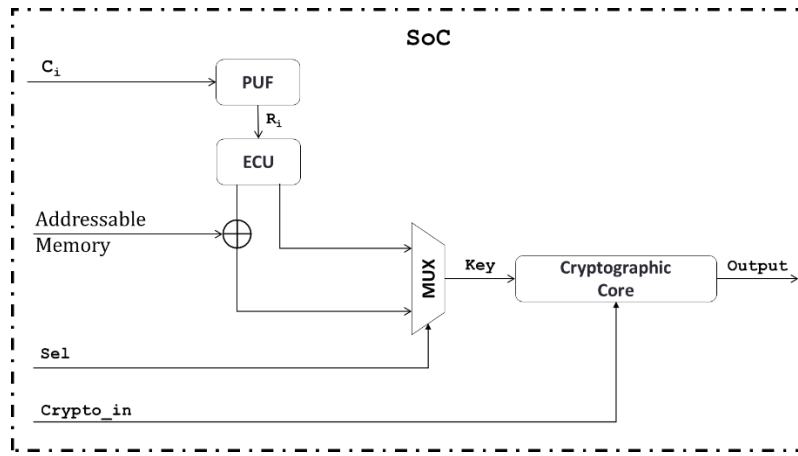 SoC
C_i
PUF
R_i
ECU
Addressable
Memory
MUX
Key
Cryptographic
Core
Output
Sel
Crypto_in